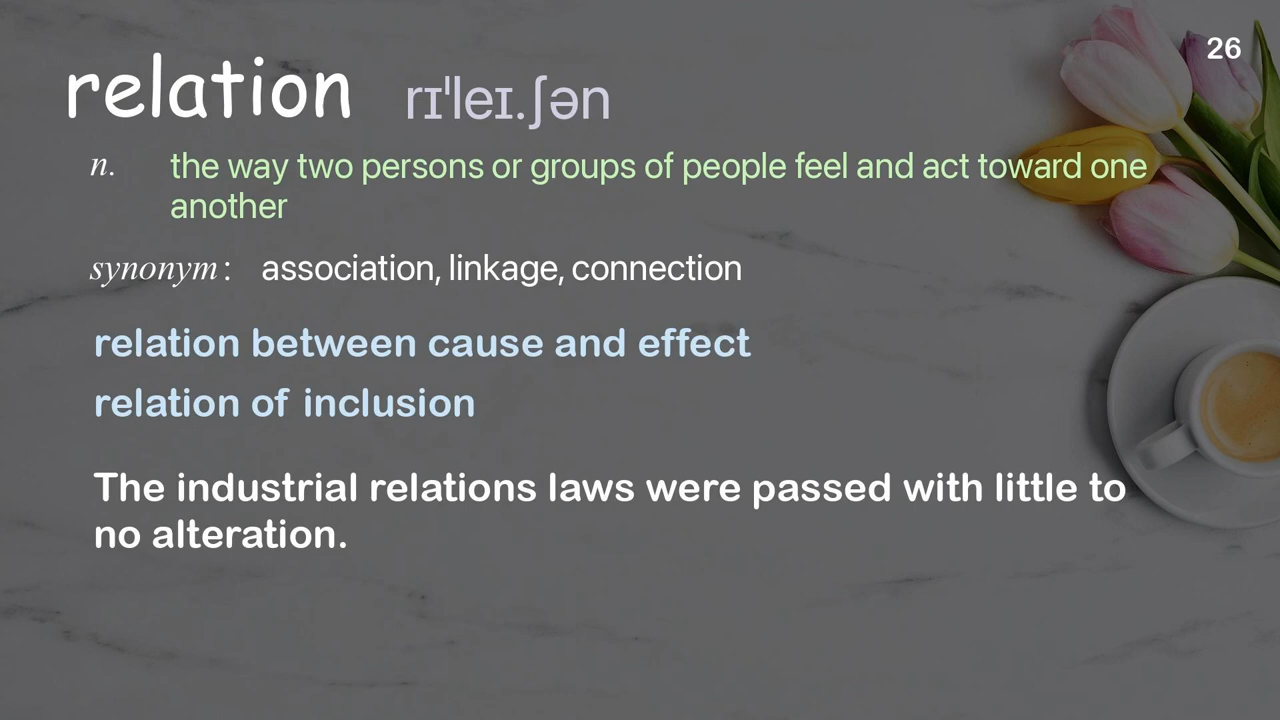 26
relation rɪˈleɪ.ʃən
n. the way two persons or groups of people feel and act toward one
another
synonym: association, linkage, connection
relation between cause and effect
relation of inclusion
The industrial relations laws were passed with little to
no alteration.